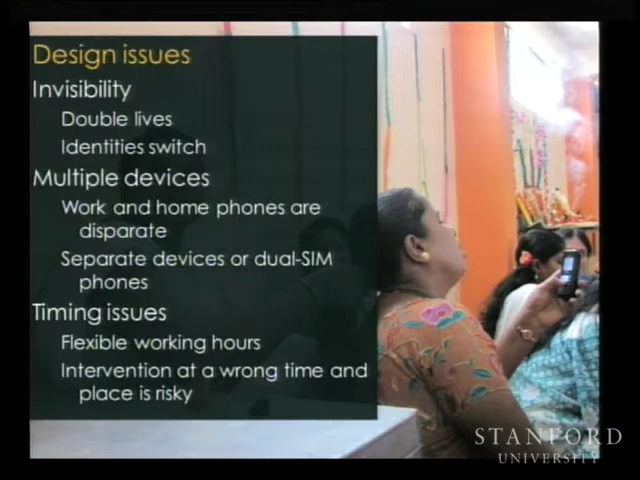 Design issues
Invisibility
Double lives
Identities switch
Multiple devices
Work and home phones are
disparate
Separate devices or dual-SIM
phones
Timing issues
Flexible working hours
Intervention at a wrong time and
place is risky
STANFORD
UNIVERSITY